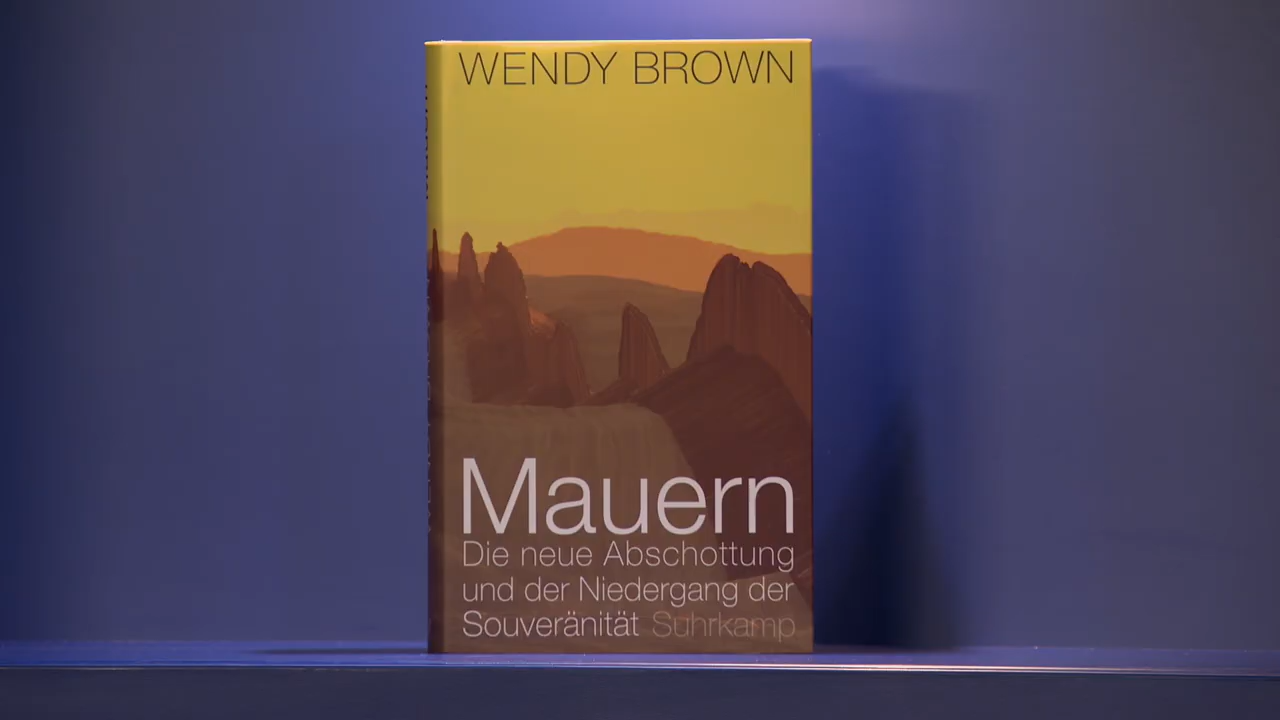 WENDY BROWN
Mauern
Die neue Abschottung
und der Niedergang der
Souveränität Suhrkamp